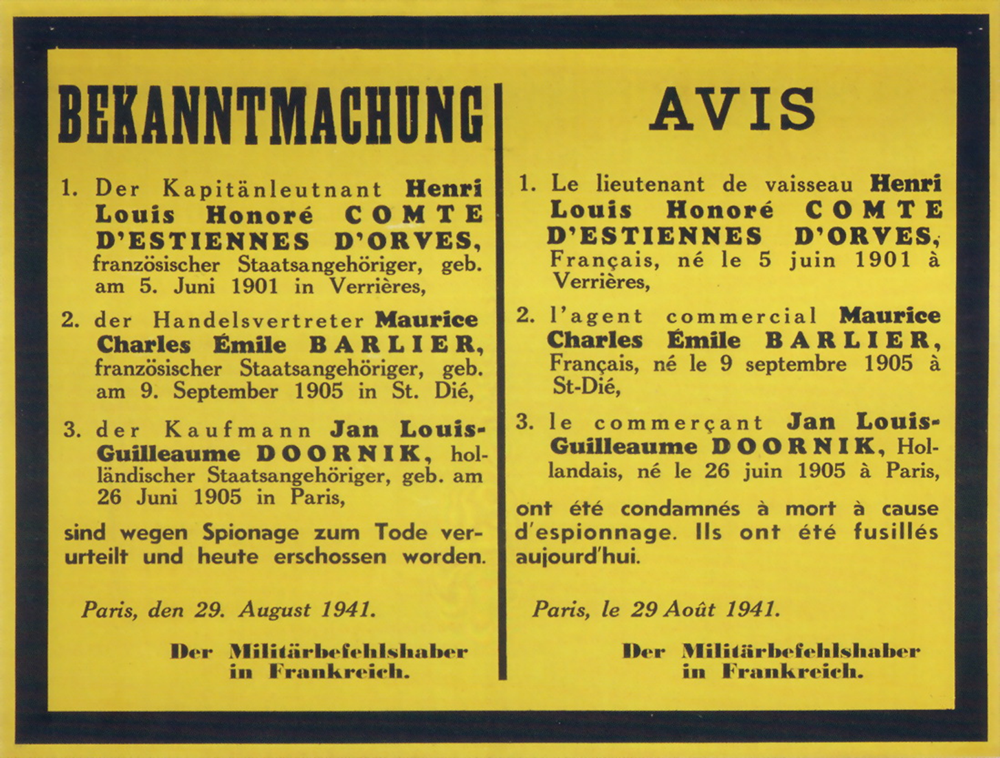 BEKANNTMACHUNG
1. Der Kapitänleutnant Henri
Louis Honoré COMTE
D'ESTIENNES D'ORVES,
französischer Staatsangehöriger, geb.
am 5. Juni 1901 in Verrières,
2. der Handelsvertreter Maurice
Charles Émile BARLIER,
französischer Staatsangehöriger, geb.
am 9. September 1905 in St. Dié,
3. der Kaufmann Jan Louis-
Guilleaume DOORNIK, hol-
ländischer Staatsangehöriger, geb. am
26 Juni 1905 in Paris,
sind wegen Spionage zum Tode ver-
urteilt und heute erschossen worden.
Paris, den 29. August 1941.
Der Militärbefehlshaber
in Frankreich.
AVIS
1. Le lieutenant de vaisseau Henri
Louis Honoré COMTE
D'ESTIENNES D'ORVES,
Français, né le 5 juin 1901 à
Verrières,
2. l'agent commercial Maurice
Charles Émile BARLIER,
Français, né le 9 septembre 1905 à
St-Dié,
3. le commerçant Jan Louis-
Guilleaume DOORNIK, Hol-
landais, né le 26 juin 1905 à Paris,
ont été condamnés à mort à cause
d'espionnage. Ils ont été fusillés
aujourd'hui.
Paris, le 29 Août 1941.
Der Militärbefehlshaber
in Frankreich.